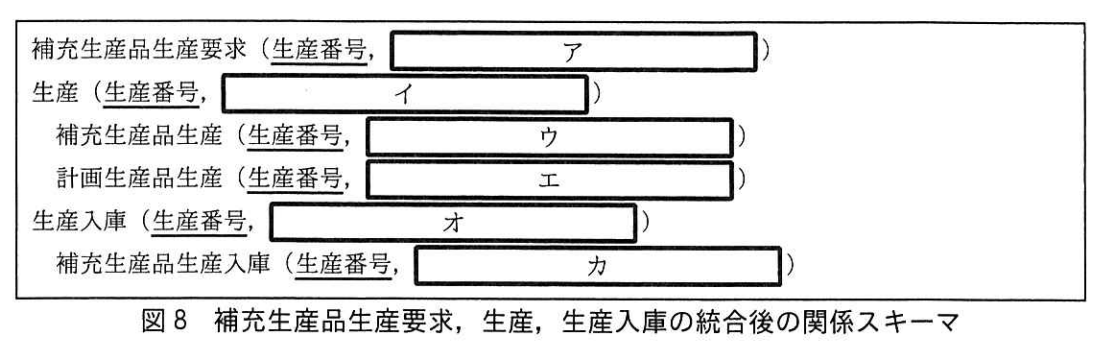 補充生産品生産要求（生産番号，ア）
生産（生産番号，イ）
補充生産品生産（生産番号，ウ）
計画生産品生産（生産番号，エ）
生産入庫（生産番号，オ）
補充生産品生産入庫（生産番号，カ）
図8　補充生産品生産要求，生産，生産入庫の統合後の関係スキーマ